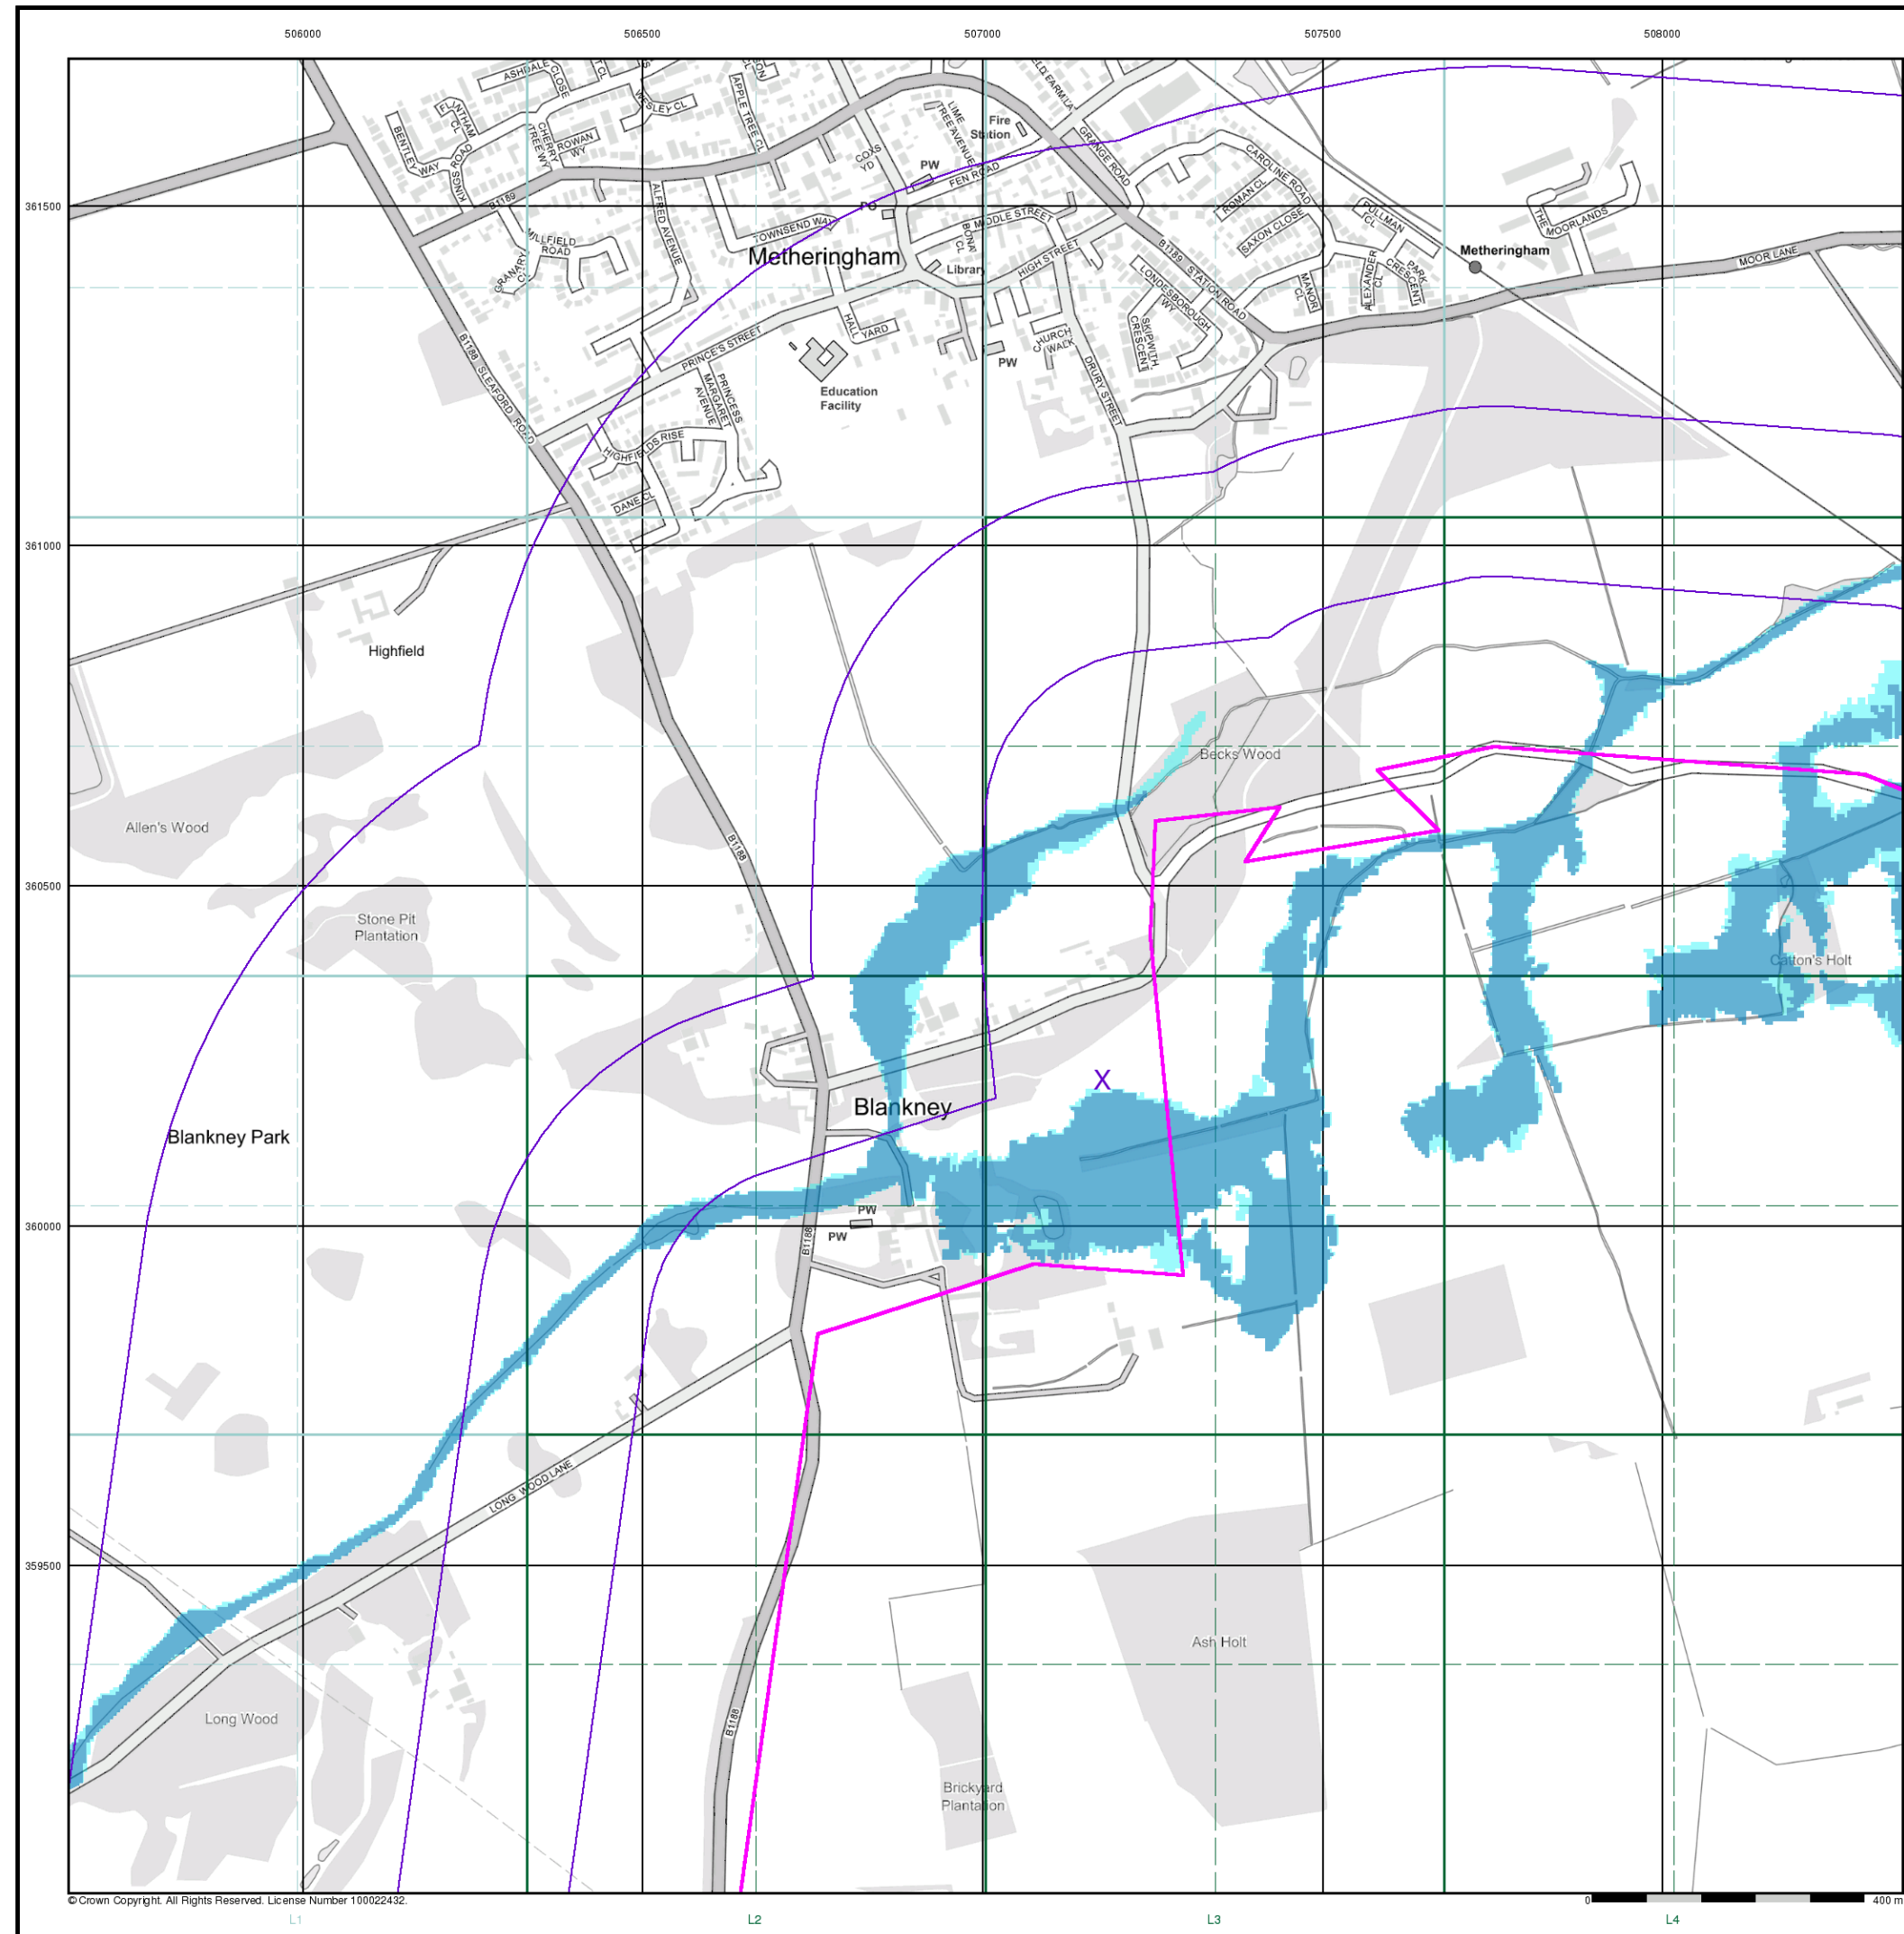 506000
506500
507000
507500
508000
361500
361000
360500
360000
359500
ASHDALE
CLOSE
T CL
APPLE TREE CL
WESLEY CL
FLINTHAM
CL
CHERRY
TREE WY
ROWAN
WY
BENTLEY
WAY
KINGS ROAD
LIME
TREE AVENUE
Fire
Station
ELD, EARM LA
GRANGE ROAD
COXS
YD
PW
FEN ROAD
CAROLINE ROAD
ROMAN CL
SAXON CLOSE
PULLMAN
CL
THE
MOORLANDS
B1189
MILLFIELD
ROAD
GRANARY
CL
ALFRED AVENUE
TOWNSEND WAY
PO
BONA
CL
MIDDLE STREET
Metheringham
Library
HIGH STREET
B1189 STATION ROAD
LONDESBOROUGH
WY
MANOR
CL
ALEXANDER
CL
PARK
CRESCENT
Metheringham
MOOR LANE
B1188 SLEAFORD ROAD
PRINCE'S STREET
HALL
YARD
CHURCH
WALK
SKIPWITH
CRESCENT
PW
DRURY STREET
Education
Facility
PRINCESS
MARGARET
AVENUE
HIGHFIELDS RISE
DANE CL
Highfield
Becks Wood
Allen's Wood
B1188
Stone Pit
Plantation
Catton's Holt
X
Blankney
Blankney Park
PW
PW
B1188
LONG WOOD LANE
Ash Holt
Long Wood
B1188
Brickyard
Plantation
© Crown Copyright. All Rights Reserved. License Number 100022432.
0
400 m
L1
L2
L3
L4